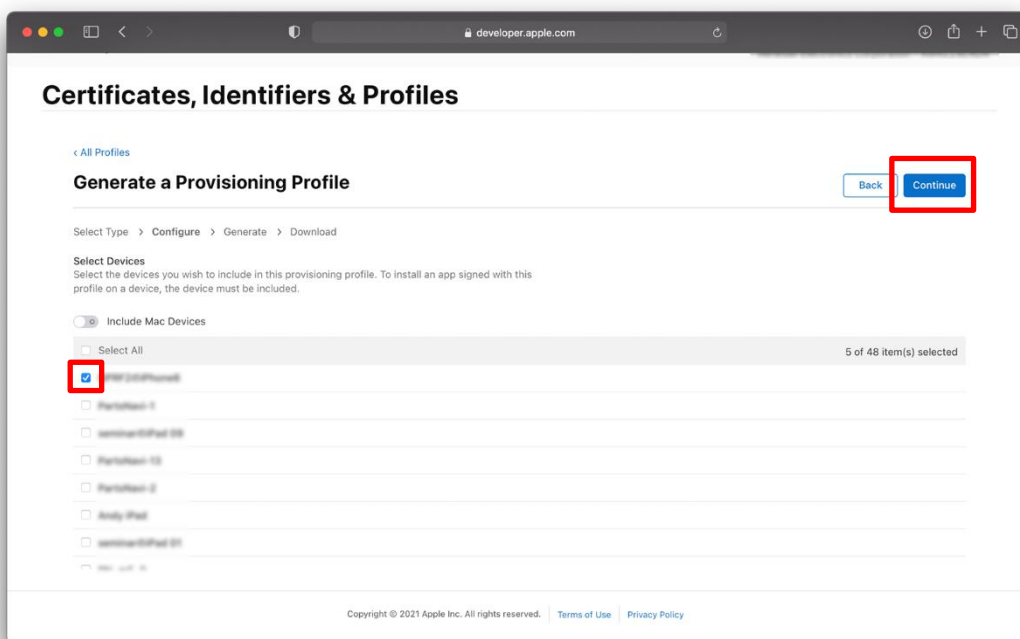 developer.apple.com
Certificates, Identifiers & Profiles
‹ All Profiles
Generate a Provisioning Profile
Back
Continue
Select Type > Configure > Generate > Download
Select Devices
Select the devices you wish to include in this provisioning profile. To install an app signed with this
profile on a device, the device must be included.
Include Mac Devices
Select All
5 of 48 item(s) selected
Copyright © 2021 Apple Inc. All rights reserved. Terms of Use Privacy Policy